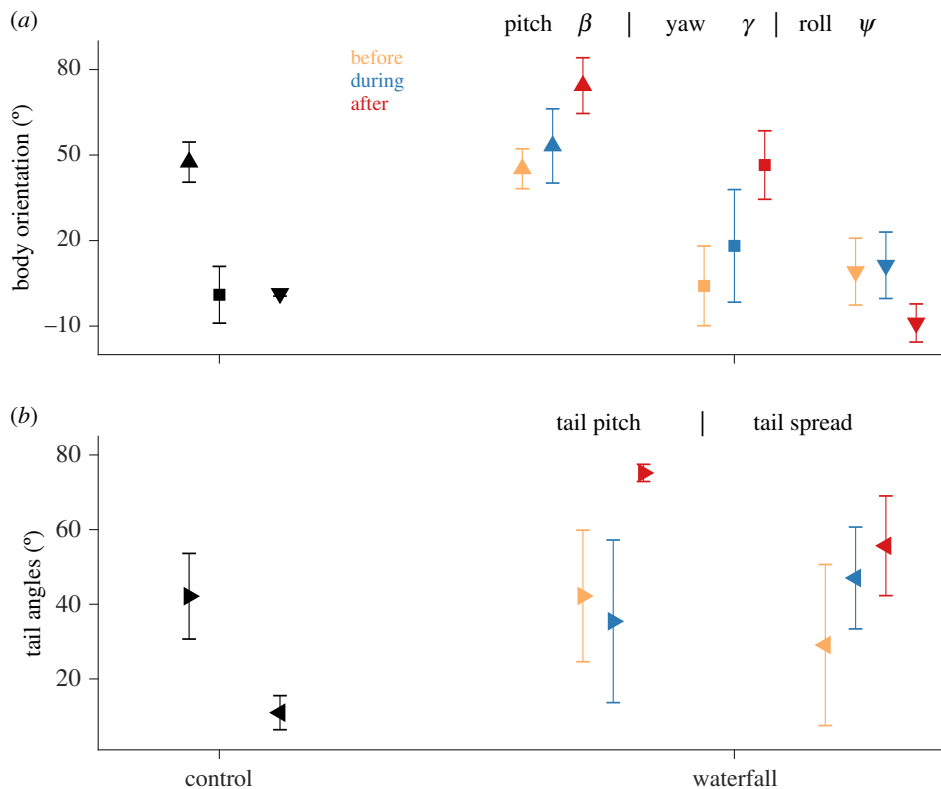 (a)
pitch β | yaw γ | roll ψ
before
during
after
80
50
20
–10
body orientation (º)
(b)
tail pitch | tail spread
80
60
40
20
tail angles (º)
control waterfall